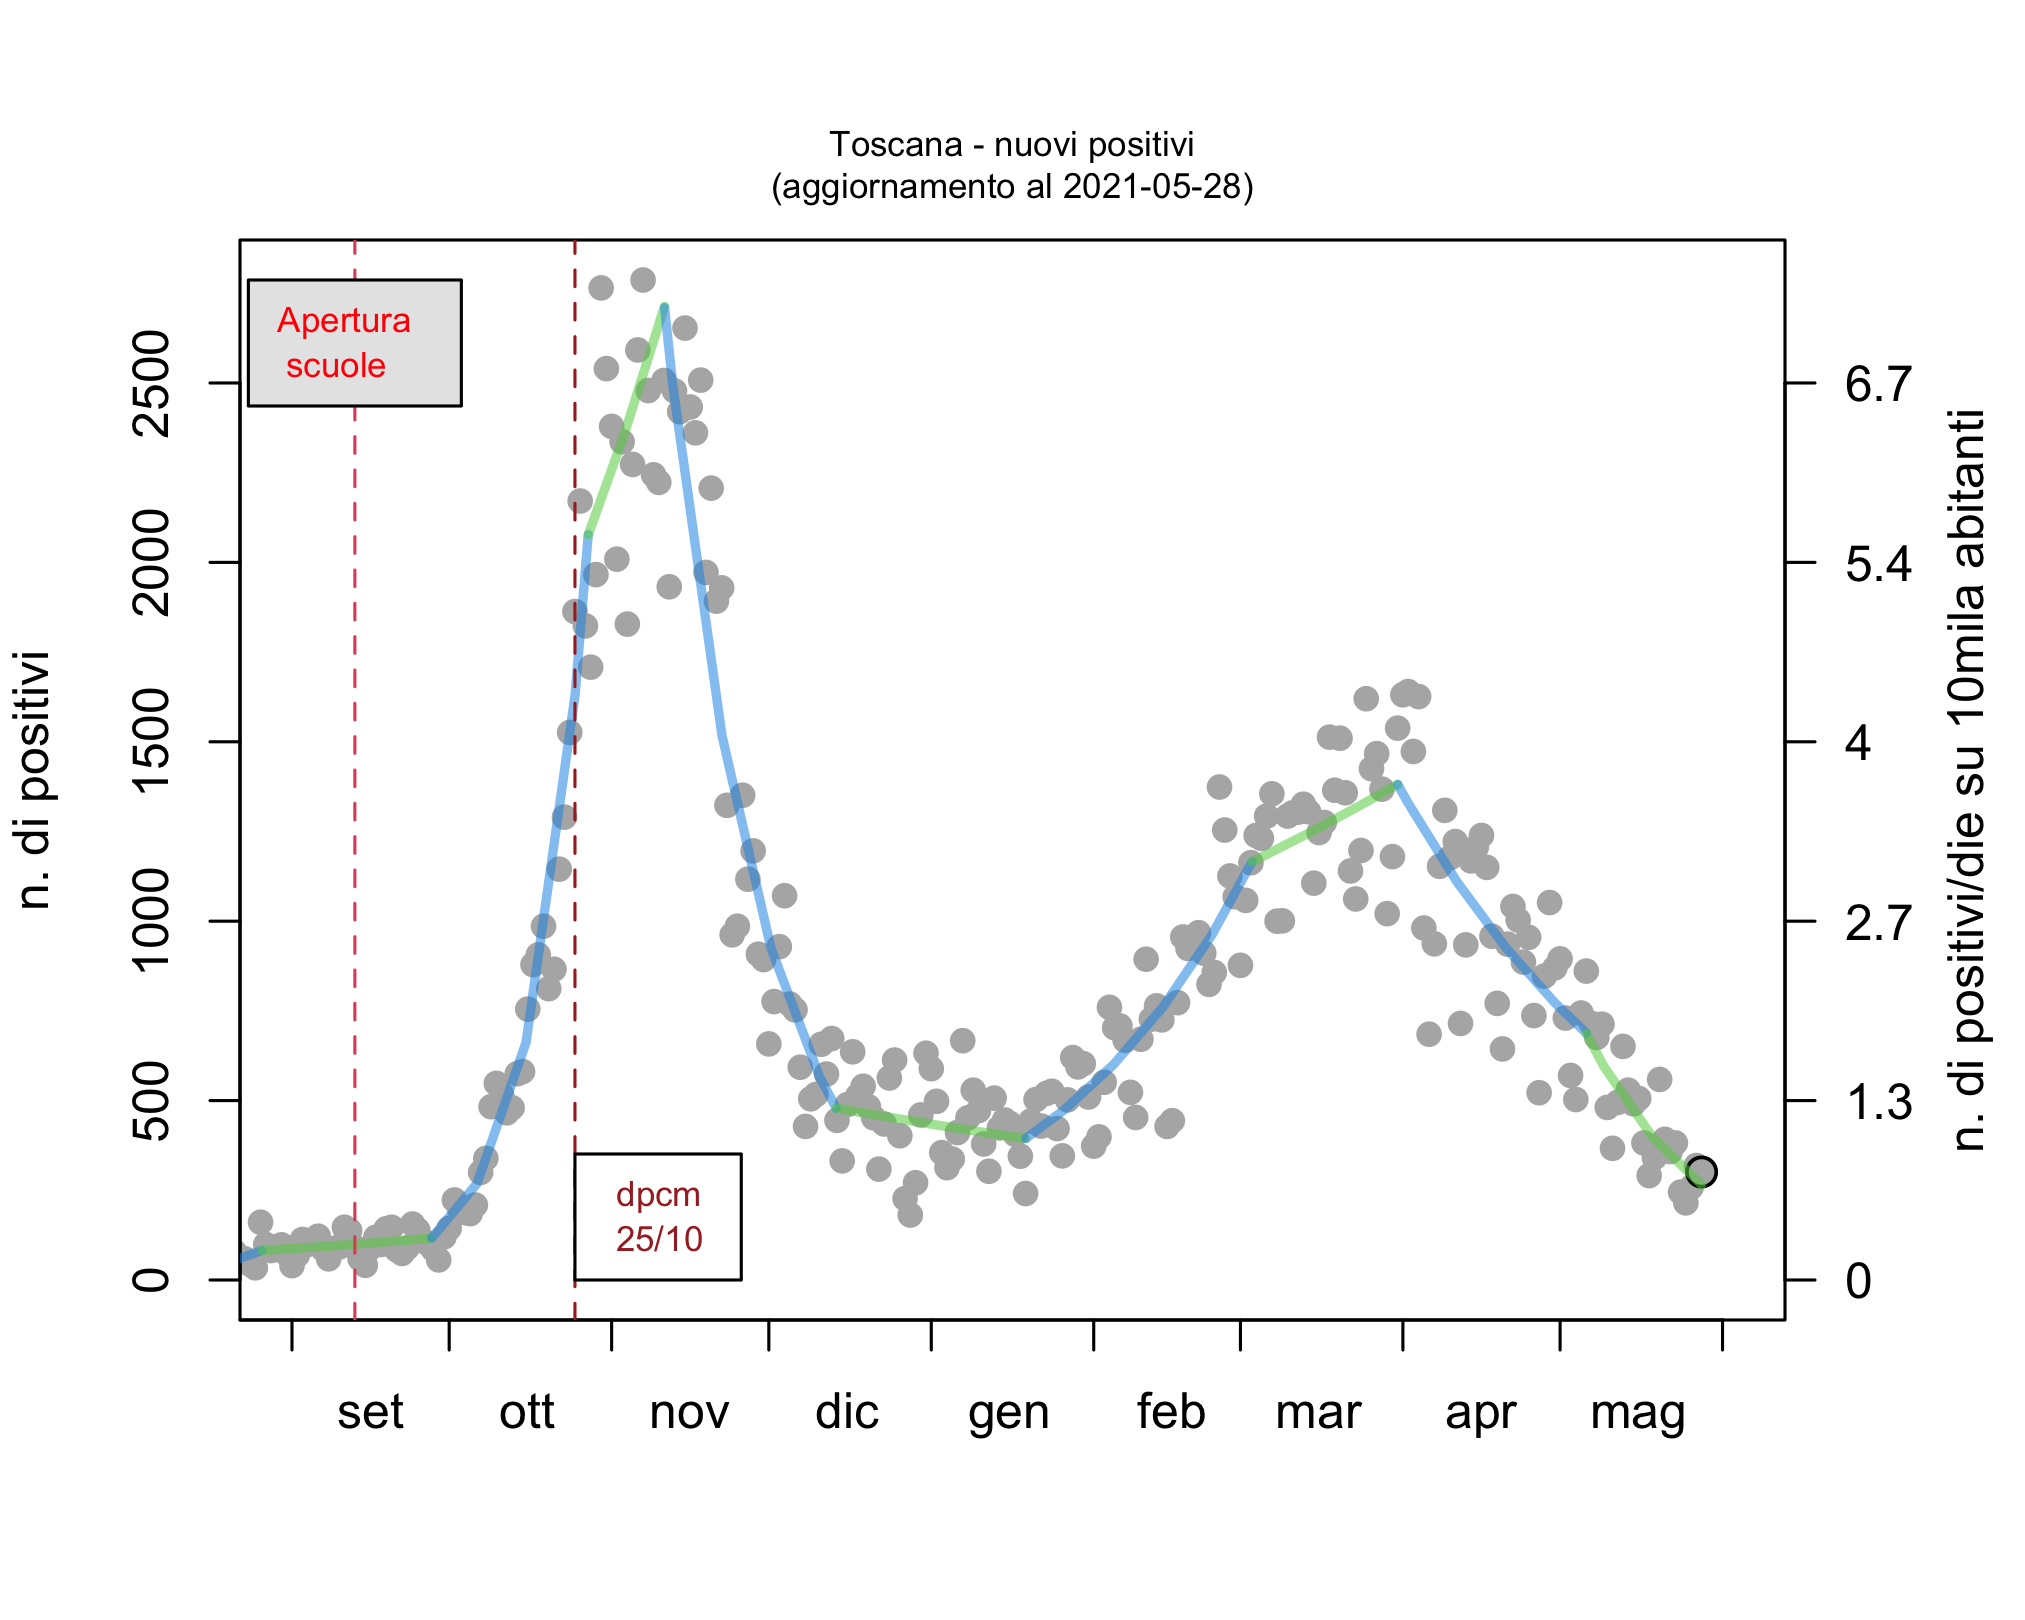 Toscana - nuovi positivi
(aggiornamento al 2021-05-28)
Apertura
scuole
dpcm
25/10
n. di positivi
0
500
1000
1500
2000
2500
0
1.3
2.7
4
5.4
6.7
n. di positivi/die su 10mila abitanti
set
ott
nov
dic
gen
feb
mar
apr
mag